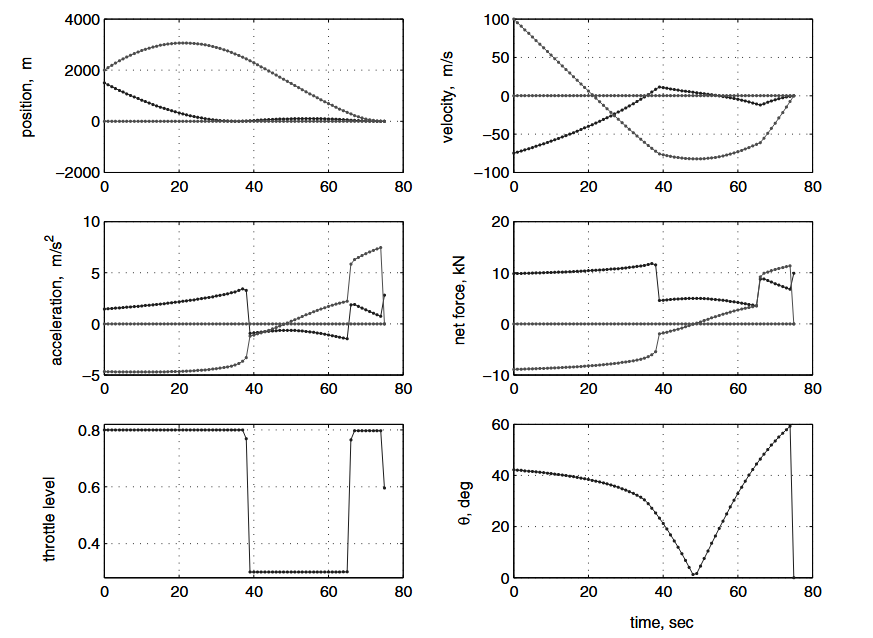 4000
2000
0
−2000
position, m
0 20 40 60 80
100
50
0
−50
−100
velocity, m/s
0 20 40 60 80
10
5
0
−5
acceleration, m/s²
0 20 40 60 80
20
10
0
−10
net force, kN
0 20 40 60 80
0.8
0.6
0.4
throttle level
0 20 40 60 80
60
40
20
0
θ, deg
0 20 40 60 80
time, sec